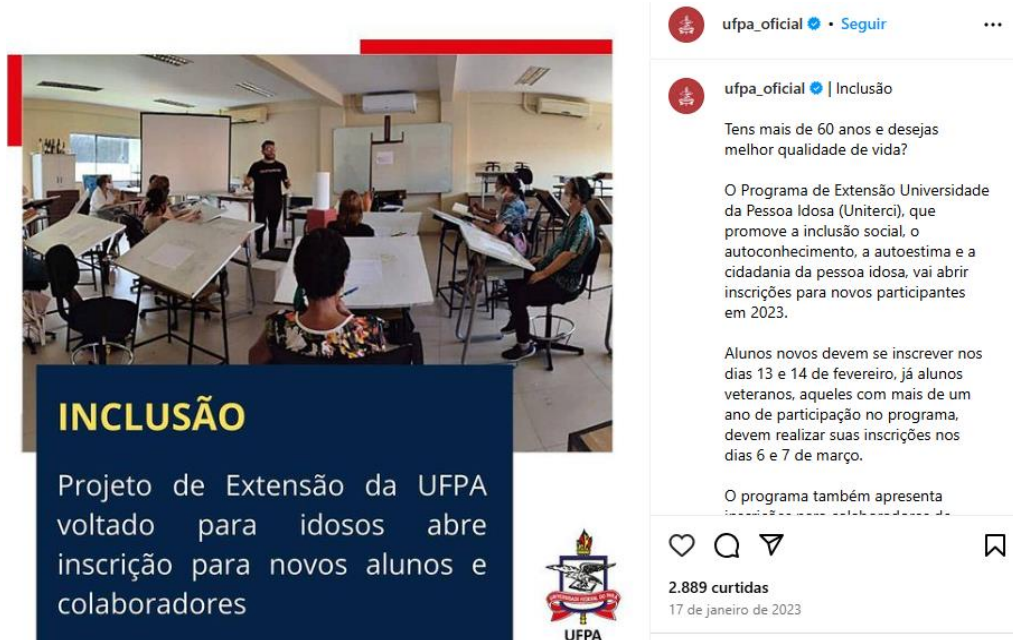 INCLUSÃO
Projeto de Extensão da UFPA
voltado para idosos abre
inscrição para novos alunos e
colaboradores
UFPA
ufpa_oficial • Seguir
ufpa_oficial | Inclusão
Tens mais de 60 anos e desejas
melhor qualidade de vida?
O Programa de Extensão Universidade
da Pessoa Idosa (Uniterci), que
promove a inclusão social, o
autoconhecimento, a autoestima e a
cidadania da pessoa idosa, vai abrir
inscrições para novos participantes
em 2023.
Alunos novos devem se inscrever nos
dias 13 e 14 de fevereiro, já alunos
veteranos, aqueles com mais de um
ano de participação no programa,
devem realizar suas inscrições nos
dias 6 e 7 de março.
O programa também apresenta
2.889 curtidas
17 de janeiro de 2023